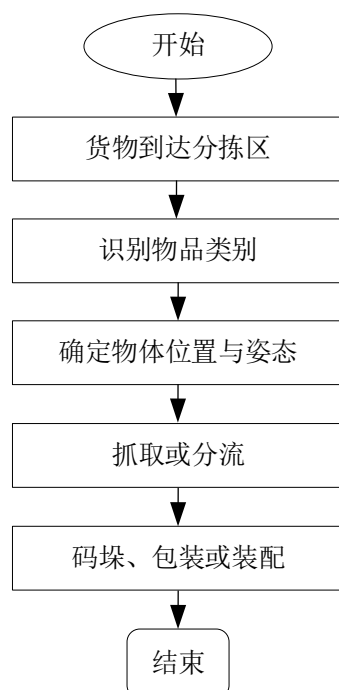 开始
货物到达分拣区
识别物品类别
确定物体位置与姿态
抓取或分流
码垛、包装或装配
结束